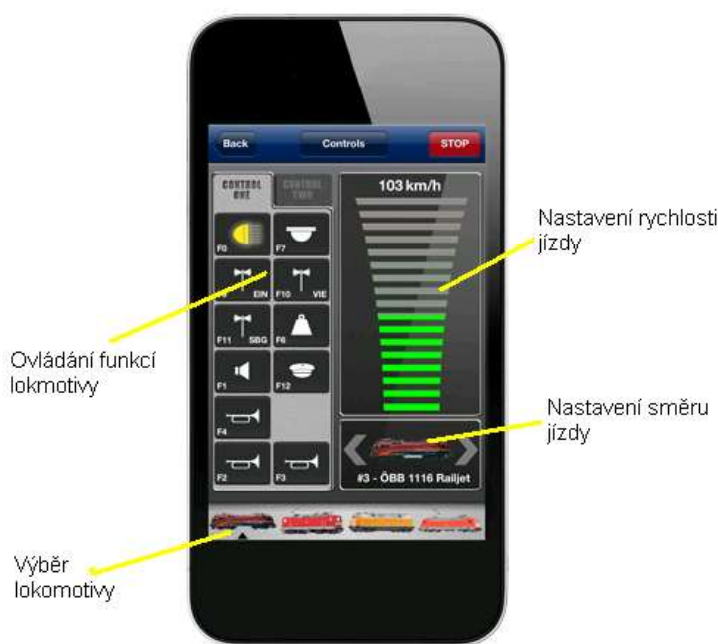 Back
Controls
STOP
CONTROL
ONE
CONTROL
TWO
103 km/h
F0
F7
EIN
F10 VIE
F11 SBG
F6
F1
F12
F4
F2
F3
#3 - ÖBB 1116 Railjet
Nastavení rychlosti
jízdy
Ovládání funkcí
lokmotivy
Nastavení směru
jízdy
Výběr
lokomotivy